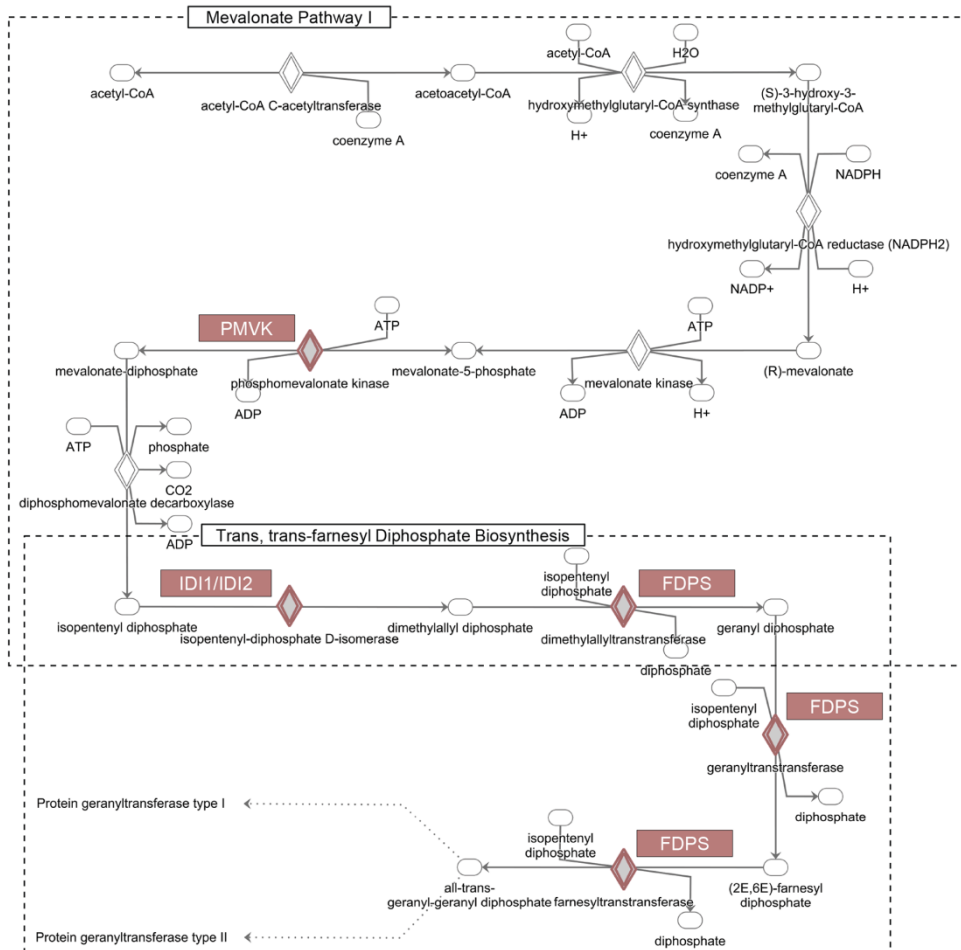 Mevalonate Pathway I
acetyl-CoA
H2O
acetyl-CoA
acetyl-CoA C-acetyltransferase
acetoacetyl-CoA
hydroxymethylglutaryl-CoA synthase
(S)-3-hydroxy-3-
methylglutaryl-CoA
coenzyme A
H+
coenzyme A
coenzyme A
NADPH
hydroxymethylglutaryl-CoA reductase (NADPH2)
NADP+
H+
PMVK
ATP
ATP
mevalonate-diphosphate
phosphomevalonate kinase
mevalonate-5-phosphate
mevalonate kinase
(R)-mevalonate
ADP
ADP
H+
ATP
phosphate
CO2
diphosphomevalonate decarboxylase
ADP
Trans, trans-farnesyl Diphosphate Biosynthesis
IDI1/IDI2
isopentenyl
diphosphate
FDPS
isopentenyl diphosphate
isopentenyl-diphosphate D-isomerase
dimethylallyl diphosphate
dimethylallyltranstransferase
geranyl diphosphate
diphosphate
isopentenyl
diphosphate
FDPS
geranyltranstransferase
diphosphate
Protein geranyltransferase type I
isopentenyl
diphosphate
FDPS
all-trans-
geranyl-geranyl diphosphate
farnesyltranstransferase
(2E,6E)-farnesyl
diphosphate
diphosphate
Protein geranyltransferase type II